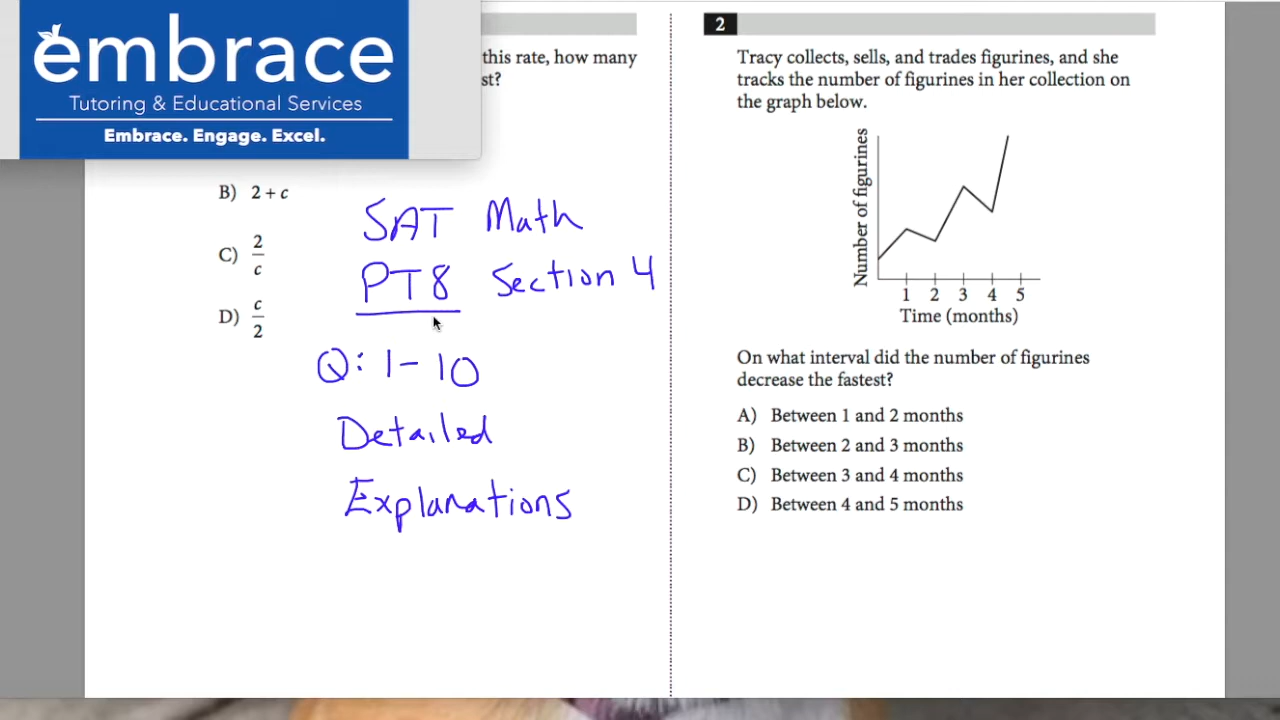 embrace
Tutoring & Educational Services
Embrace. Engage. Excel.
this rate, how many
st?
B) 2 + c
C) 2/c
D) c/2
SAT Math
PT8 Section 4
Q: 1-10
Detailed
Explanations
2
Tracy collects, sells, and trades figurines, and she
tracks the number of figurines in her collection on
the graph below.
Number of figurines
1 2 3 4 5
Time (months)
On what interval did the number of figurines
decrease the fastest?
A) Between 1 and 2 months
B) Between 2 and 3 months
C) Between 3 and 4 months
D) Between 4 and 5 months